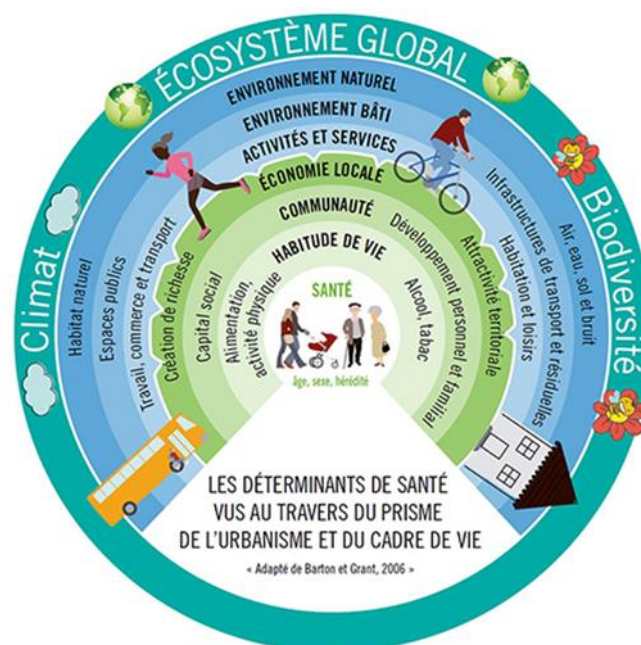 ÉCOSYSTÈME GLOBAL
Climat
Biodiversité
ENVIRONNEMENT NATUREL
Habitat naturel
Air, eau, sol et bruit
ENVIRONNEMENT BÂTI
Espaces publics
Infrastructures de transport et résiduelles
ACTIVITÉS ET SERVICES
Travail, commerce et transport
Habitation et loisirs
ÉCONOMIE LOCALE
Création de richesse
Attractivité territoriale
COMMUNAUTÉ
Capital social
Développement personnel et familial
HABITUDE DE VIE
Alimentation,
activité physique
Alcool, tabac
SANTÉ
âge, sexe, hérédité
LES DÉTERMINANTS DE SANTÉ
VUS AU TRAVERS DU PRISME
DE L'URBANISME ET DU CADRE DE VIE
« Adapté de Barton et Grant, 2006 »